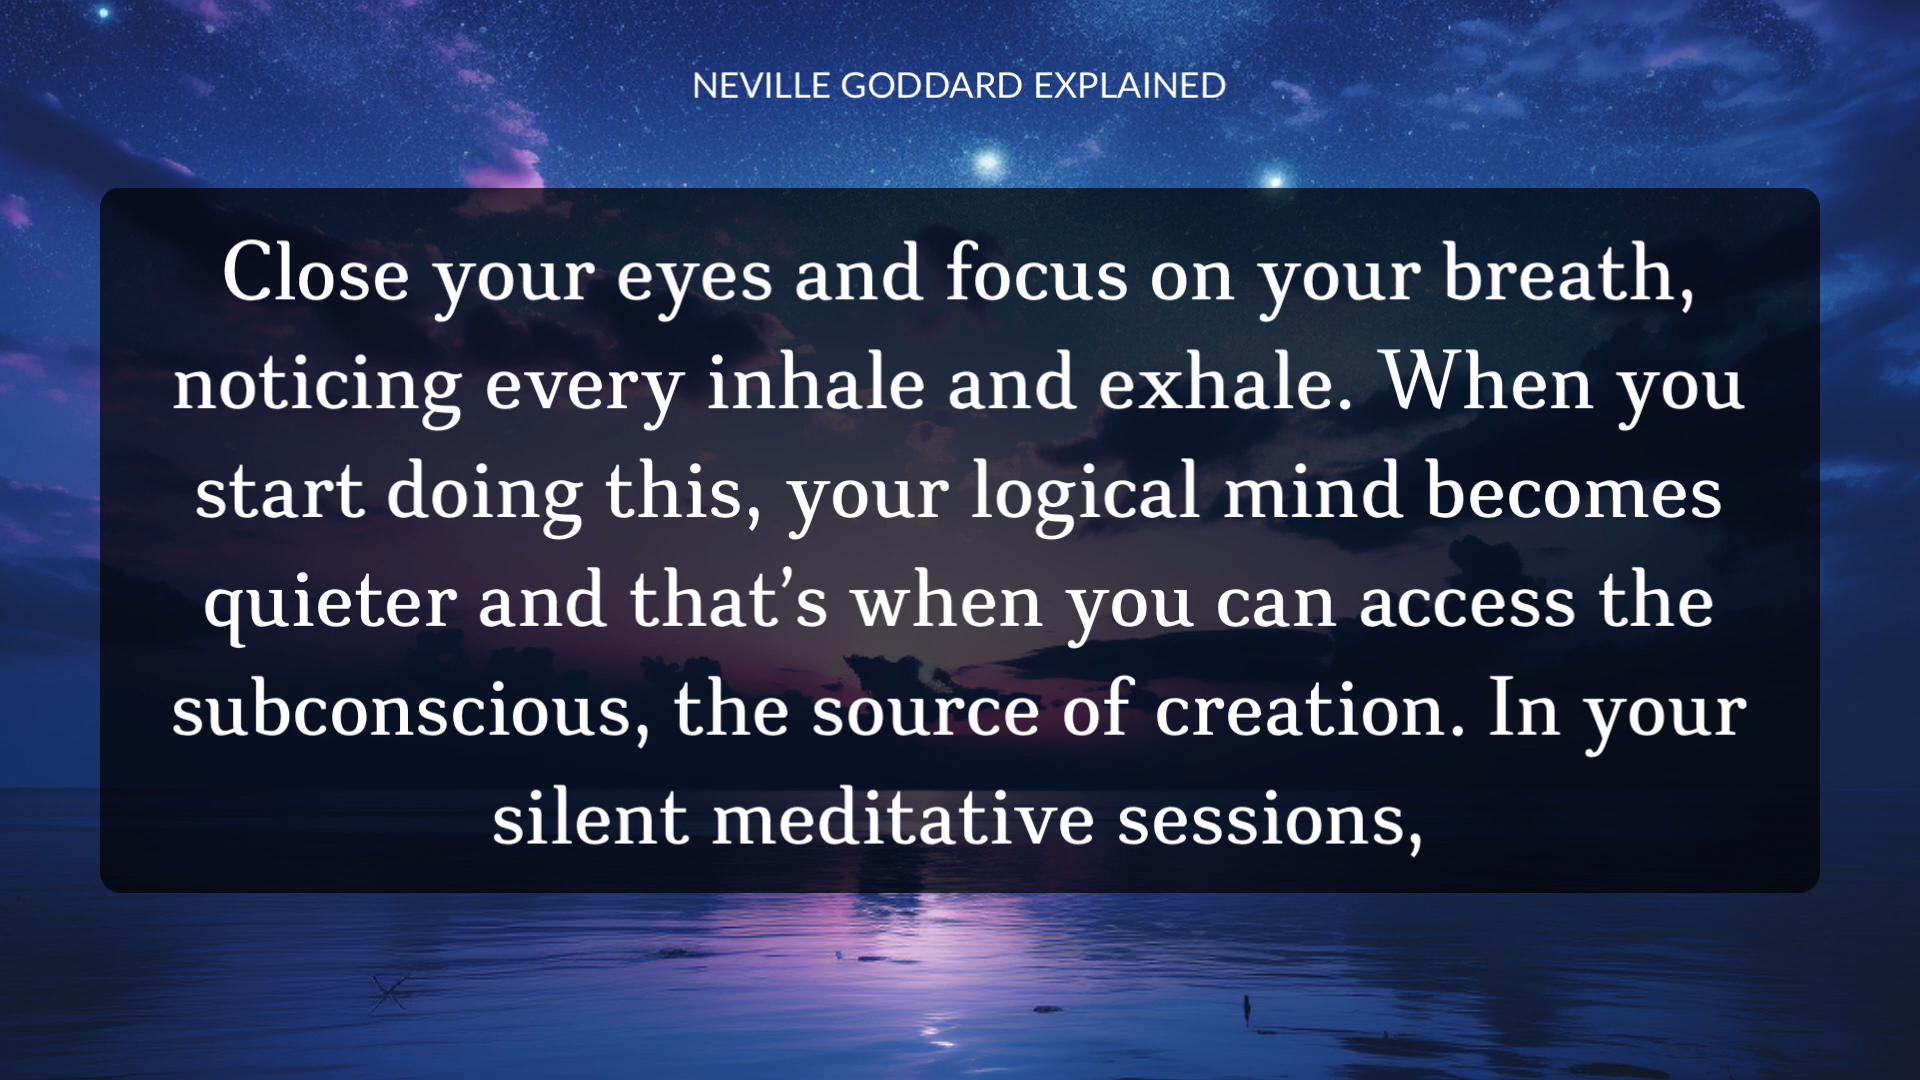 NEVILLE GODDARD EXPLAINED
Close your eyes and focus on your breath,
noticing every inhale and exhale. When you
start doing this, your logical mind becomes
quieter and that’s when you can access the
subconscious, the source of creation. In your
silent meditative sessions,